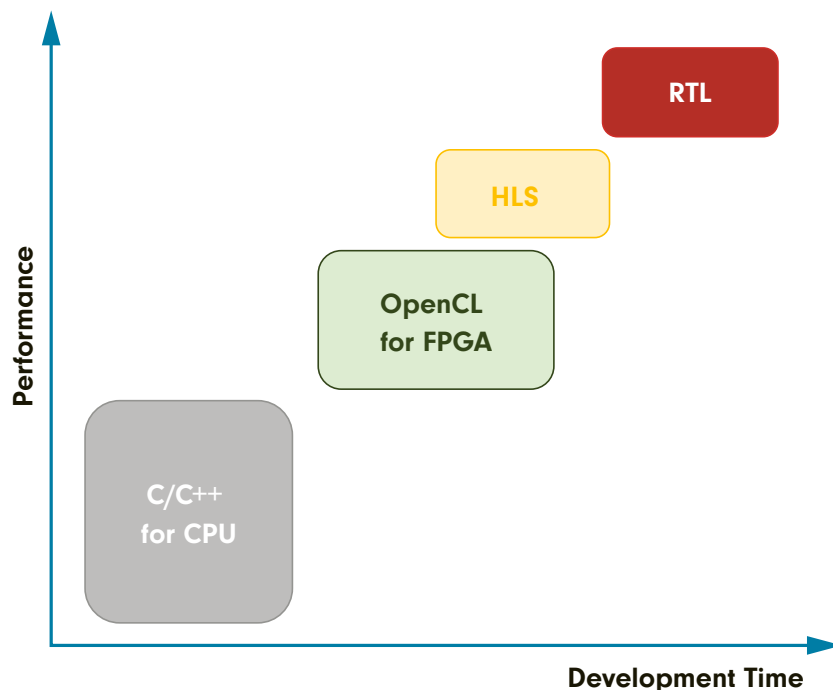 RTL
HLS
OpenCL
for FPGA
C/C++
for CPU
Performance
Development Time